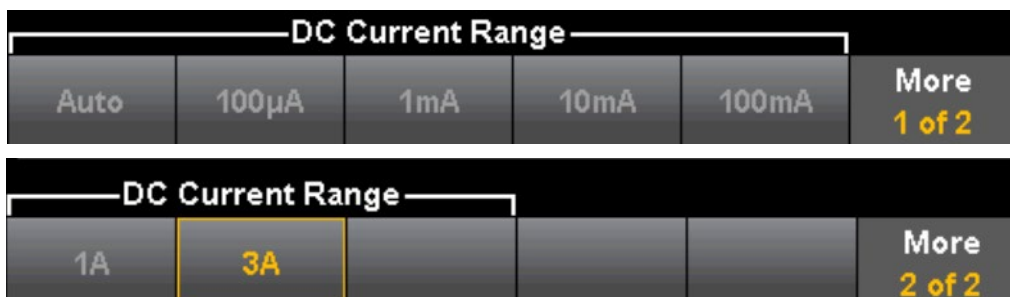 DC Current Range
Auto 100µA 1mA 10mA 100mA More
1 of 2
DC Current Range
1A 3A More
2 of 2